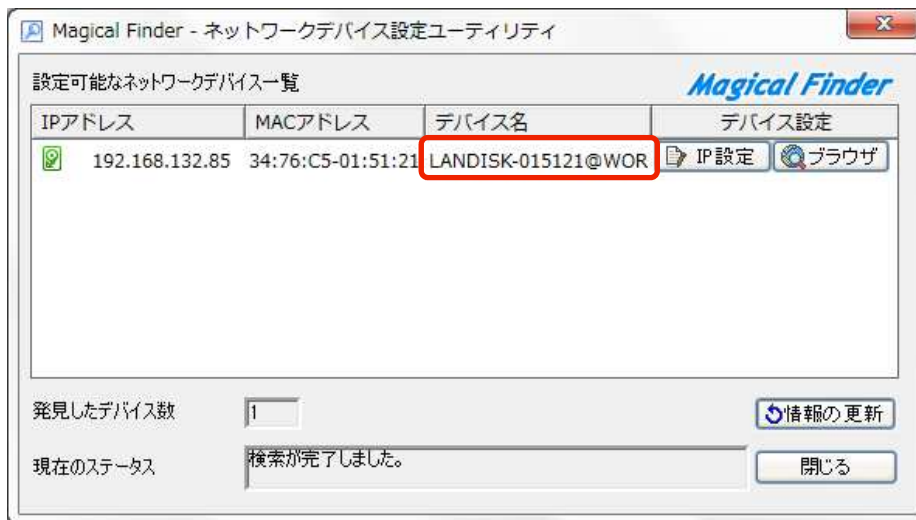 Magical Finder - ネットワークデバイス設定ユーティリティ
設定可能なネットワークデバイス一覧
Magical Finder
IPアドレス MACアドレス デバイス名 デバイス設定
192.168.132.85 34:76:C5-01:51:21 LANDISK-015121@WOR IP設定 ブラウザ
発見したデバイス数 1 情報の更新
現在のステータス 検索が完了しました。 閉じる